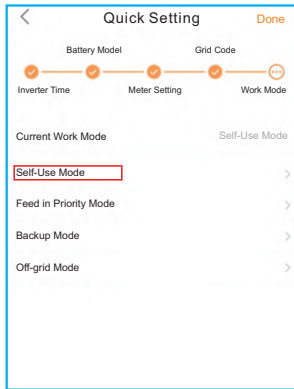 Quick Setting Done
Battery Model Grid Code
Inverter Time Meter Setting Work Mode
Current Work Mode Self-Use Mode
Self-Use Mode
Feed in Priority Mode
Backup Mode
Off-grid Mode